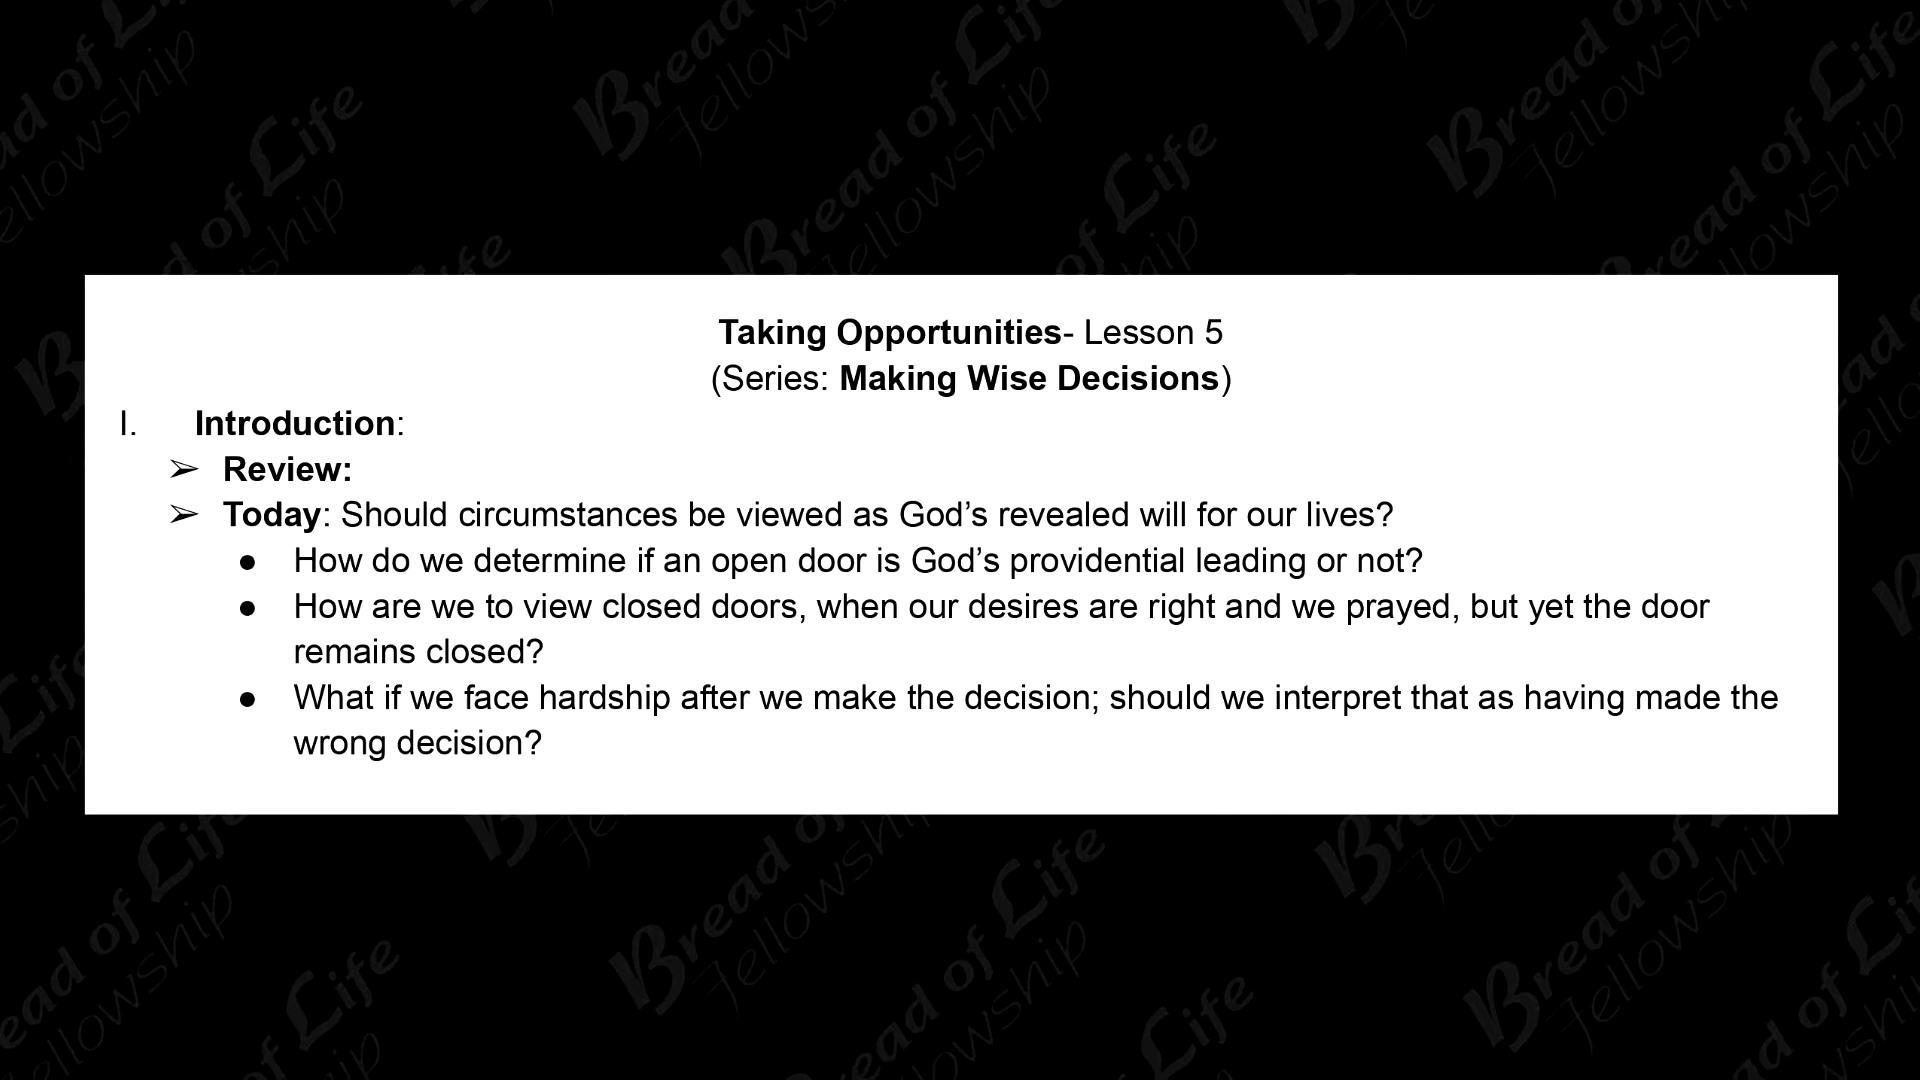 Taking Opportunities- Lesson 5
(Series: Making Wise Decisions)
I. Introduction:
➢ Review:
➢ Today: Should circumstances be viewed as God’s revealed will for our lives?
● How do we determine if an open door is God’s providential leading or not?
● How are we to view closed doors, when our desires are right and we prayed, but yet the door
remains closed?
● What if we face hardship after we make the decision; should we interpret that as having made the
wrong decision?
Bread of Life
Fellowship